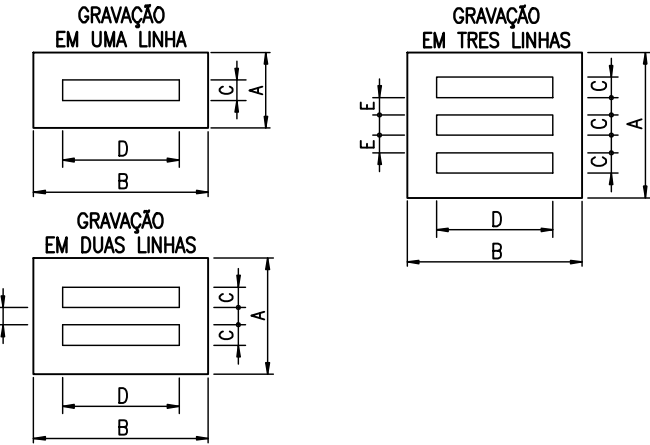 GRAVAÇÃO
EM UMA LINHA
C
A
D
B
GRAVAÇÃO
EM TRES LINHAS
E
E
C
C
C
A
D
B
GRAVAÇÃO
EM DUAS LINHAS
C
C
A
D
B